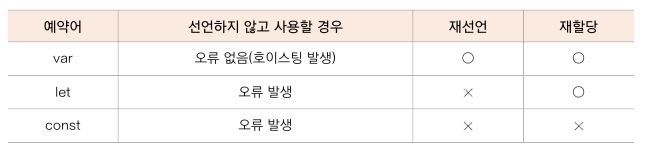 예약어 선언하지 않고 사용할 경우 재선언 재할당
var 오류 없음(호이스팅 발생) ○ ○
let 오류 발생 × ○
const 오류 발생 × ×